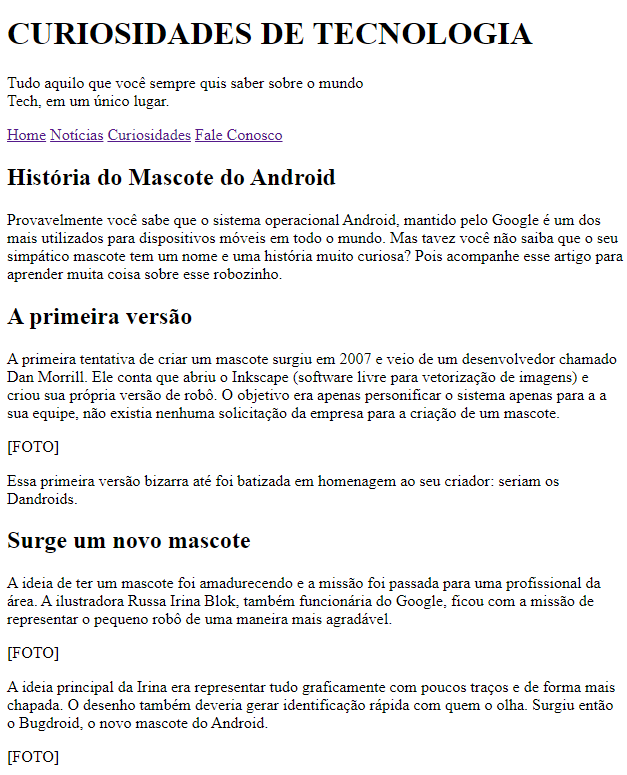 CURIOSIDADES DE TECNOLOGIA
Tudo aquilo que você sempre quis saber sobre o mundo
Tech, em um único lugar.
Home Notícias Curiosidades Fale Conosco
História do Mascote do Android
Provavelmente você sabe que o sistema operacional Android, mantido pelo Google é um dos
mais utilizados para dispositivos móveis em todo o mundo. Mas tavez você não saiba que o seu
simpático mascote tem um nome e uma história muito curiosa? Pois acompanhe esse artigo para
aprender muita coisa sobre esse robozinho.
A primeira versão
A primeira tentativa de criar um mascote surgiu em 2007 e veio de um desenvolvedor chamado
Dan Morrill. Ele conta que abriu o Inkscape (software livre para vetorização de imagens) e
criou sua própria versão de robô. O objetivo era apenas personificar o sistema apenas para a a
sua equipe, não existia nenhuma solicitação da empresa para a criação de um mascote.
[FOTO]
Essa primeira versão bizarra até foi batizada em homenagem ao seu criador: seriam os
Dandroids.
Surge um novo mascote
A ideia de ter um mascote foi amadurecendo e a missão foi passada para uma profissional da
área. A ilustradora Russa Irina Blok, também funcionária do Google, ficou com a missão de
representar o pequeno robô de uma maneira mais agradável.
[FOTO]
A ideia principal da Irina era representar tudo graficamente com poucos traços e de forma mais
chapada. O desenho também deveria gerar identificação rápida com quem o olha. Surgiu então
o Bugdroid, o novo mascote do Android.
[FOTO]